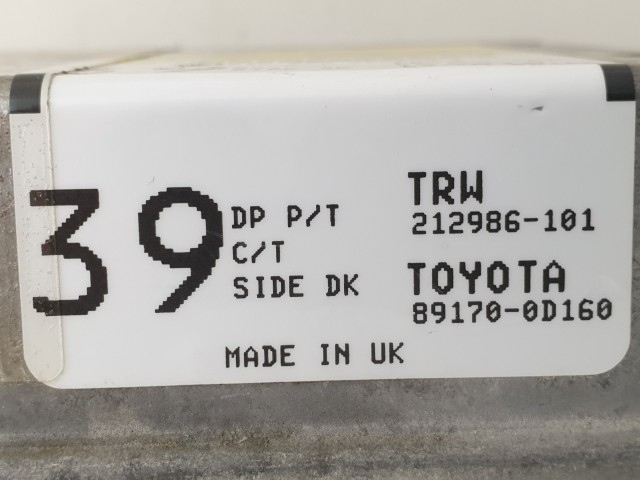 39
DP P/T
C/T
SIDE DK
TRW
212986-101
TOYOTA
89170-0D160
MADE IN UK